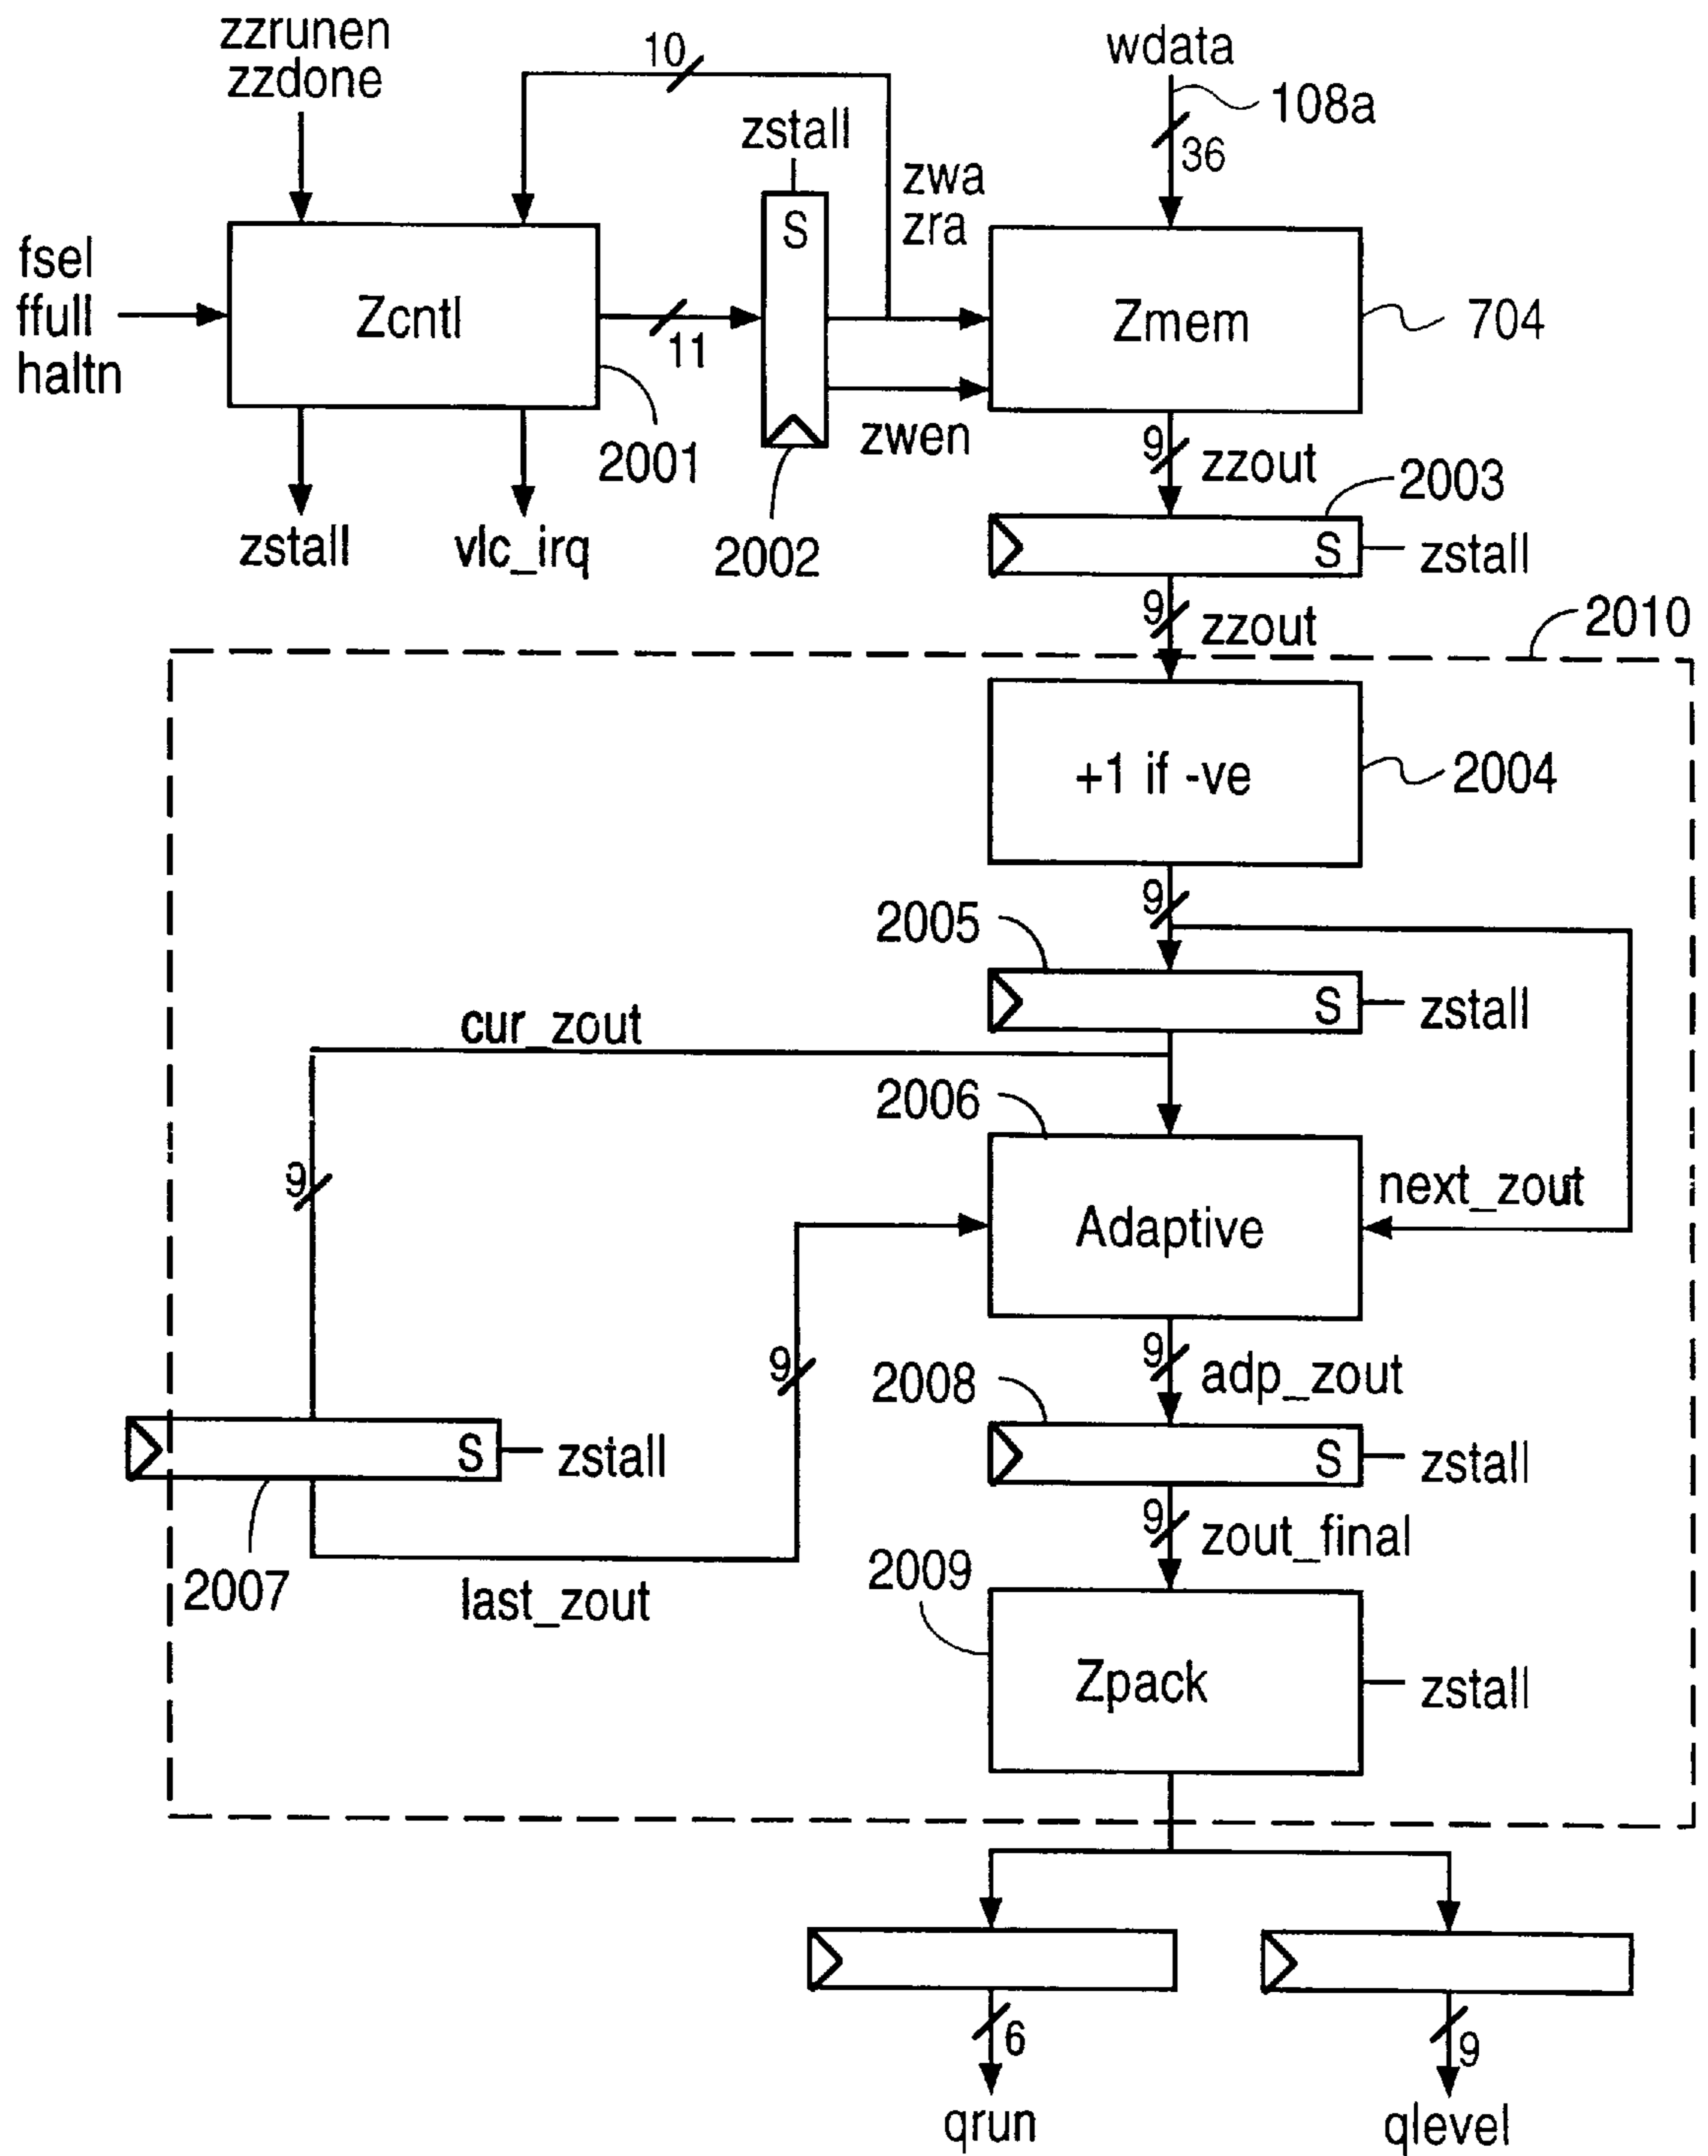 zzrunen
zzdone
10
wdata
108a
36
zstall
zwa
zra
S
fsel
ffull
haltn
Zcntl
11
Zmem
704
2001
zwen
9
zzout
2003
zstall
vlc_irq
2002
S
zstall
9
zzout
2010
+1 if -ve
2004
9
2005
S
zstall
cur_zout
2006
9
next_zout
Adaptive
9
9
adp_zout
2008
S
zstall
S
zstall
9
zout_final
2007
last_zout
2009
Zpack
zstall
6
9
qrun
qlevel